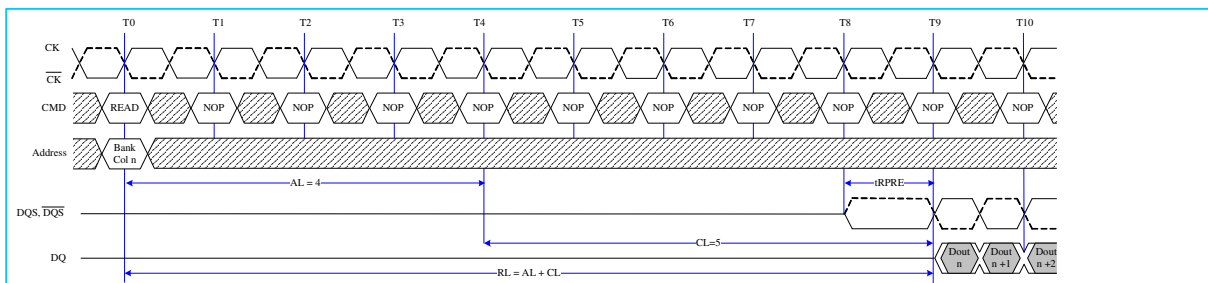 T0 T1 T2 T3 T4 T5 T6 T7 T8 T9 T10
CK
CK
CMD READ NOP NOP NOP NOP NOP NOP NOP NOP NOP NOP
Address Bank
Col n
AL = 4 tRPRE
DQS, DQS
CL=5
DQ Dout Dout Dout
n n +1 n +2
RL = AL + CL